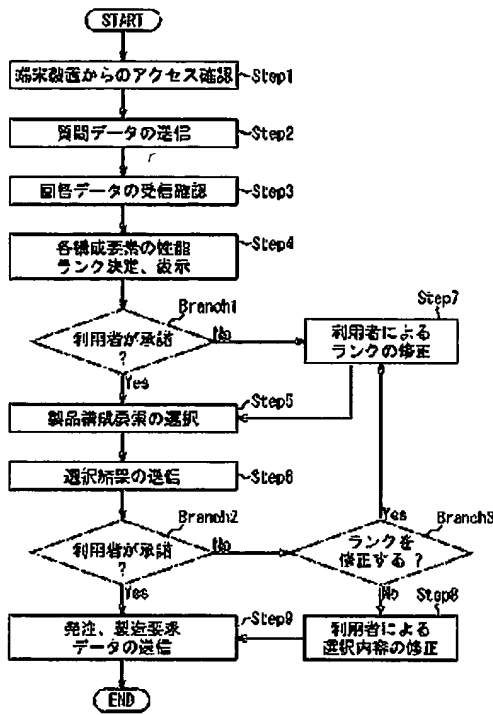 START
端末装置からのアクセス確認
Step1
質問データの送信
Step2
回答データの受信確認
Step3
各構成要素の性能
ランク決定、表示
Step4
Branch1
利用者が承諾
?
No
Yes
Step7
利用者による
ランクの修正
製品構成要素の選択
Step5
選択結果の送信
Step6
Branch2
利用者が承諾
?
No
Yes
Branch3
ランクを
修正する?
Yes
No
Step8
利用者による
選択内容の修正
発注、製造要求
データの送信
Step9
END